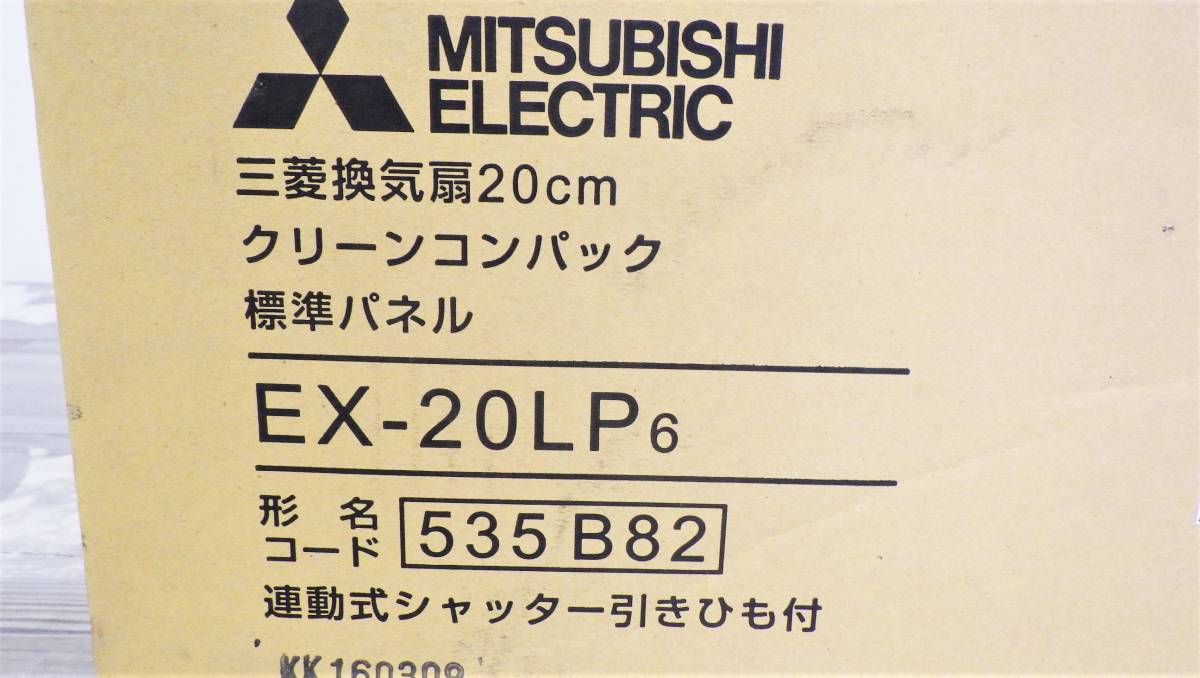 MITSUBISHI
ELECTRIC
三菱換気扇20cm
クリーンコンパック
標準パネル
EX-20LP6
形名
コード 535 B82
連動式シャッター引きひも付
KK160309